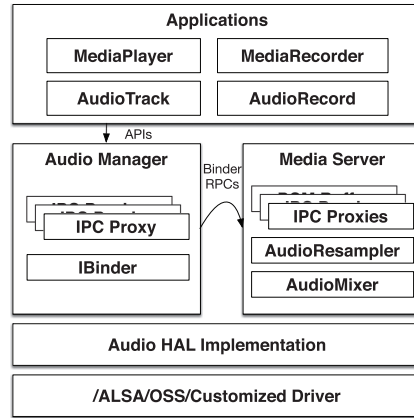 Applications
MediaPlayer
MediaRecorder
AudioTrack
AudioRecord
APIs
Audio Manager
Binder
RPCs
Media Server
IPC Proxy
IBinder
IPC Proxies
AudioResampler
AudioMixer
Audio HAL Implementation
/ALSA/OSS/Customized Driver